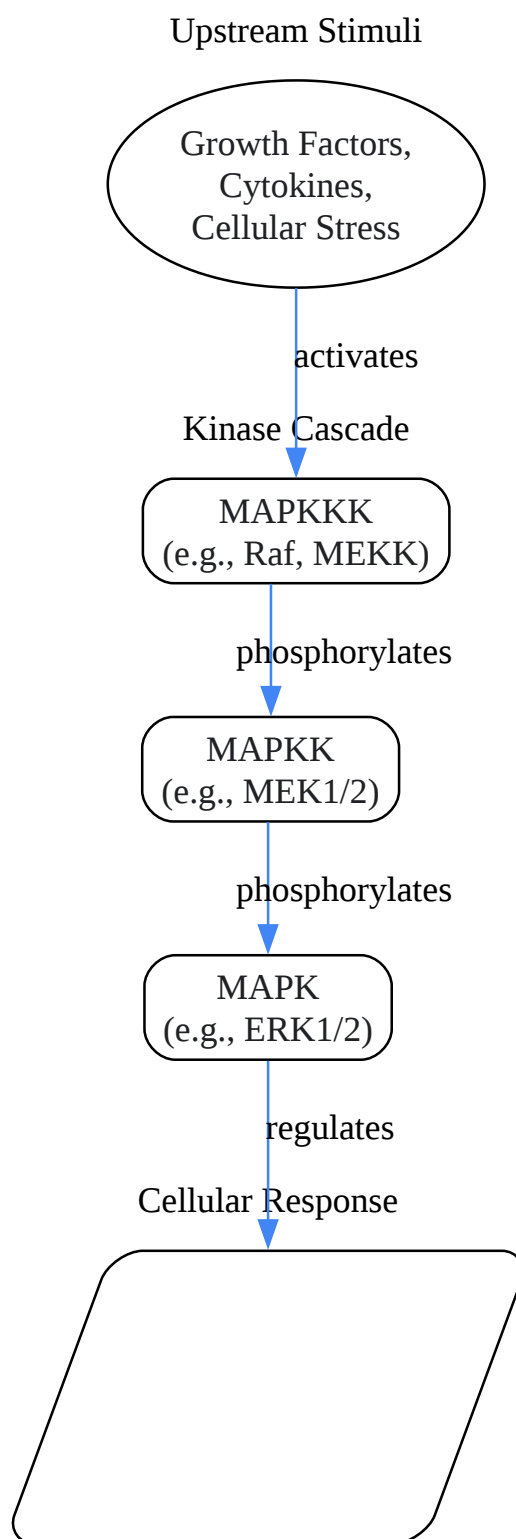 Upstream Stimuli
Growth Factors,
Cytokines,
Cellular Stress
activates
Kinase Cascade
MAPKKK
(e.g., Raf, MEKK)
phosphorylates
MAPKK
(e.g., MEK1/2)
phosphorylates
MAPK
(e.g., ERK1/2)
regulates
Cellular Response